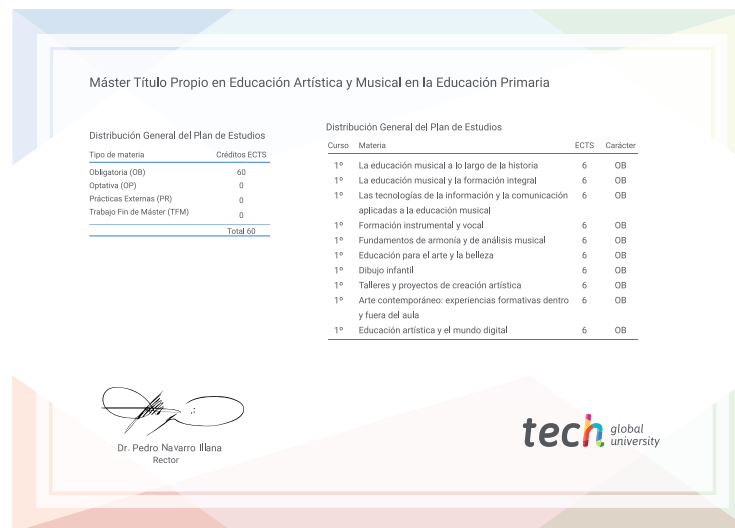 Máster Título Propio en Educación Artística y Musical en la Educación Primaria
Distribución General del Plan de Estudios
Tipo de materia Créditos ECTS
Obligatoria (OB) 60
Optativa (OP) 0
Prácticas Externas (PR) 0
Trabajo Fin de Máster (TFM) 0
Total 60
Distribución General del Plan de Estudios
Curso Materia ECTS Carácter
1º La educación musical a lo largo de la historia 6 OB
1º La educación musical y la formación integral 6 OB
1º Las tecnologías de la información y la comunicación 6 OB
aplicadas a la educación musical
1º Formación instrumental y vocal 6 OB
1º Fundamentos de armonía y de análisis musical 6 OB
1º Educación para el arte y la belleza 6 OB
1º Dibujo infantil 6 OB
1º Talleres y proyectos de creación artística 6 OB
1º Arte contemporáneo: experiencias formativas dentro 6 OB
y fuera del aula
1º Educación artística y el mundo digital 6 OB
Dr. Pedro Navarro Illana
Rector
tech global
university